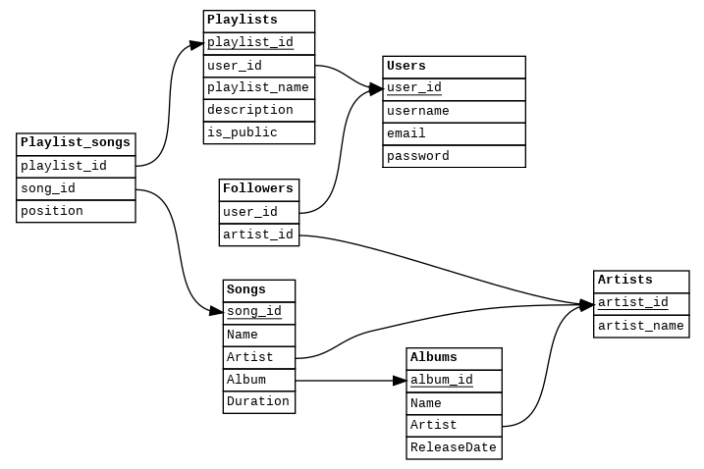 Playlists
playlist_id
user_id
playlist_name
description
is_public
Users
user_id
username
email
password
Playlist_songs
playlist_id
song_id
position
Followers
user_id
artist_id
Songs
song_id
Name
Artist
Album
Duration
Artists
artist_id
artist_name
Albums
album_id
Name
Artist
ReleaseDate